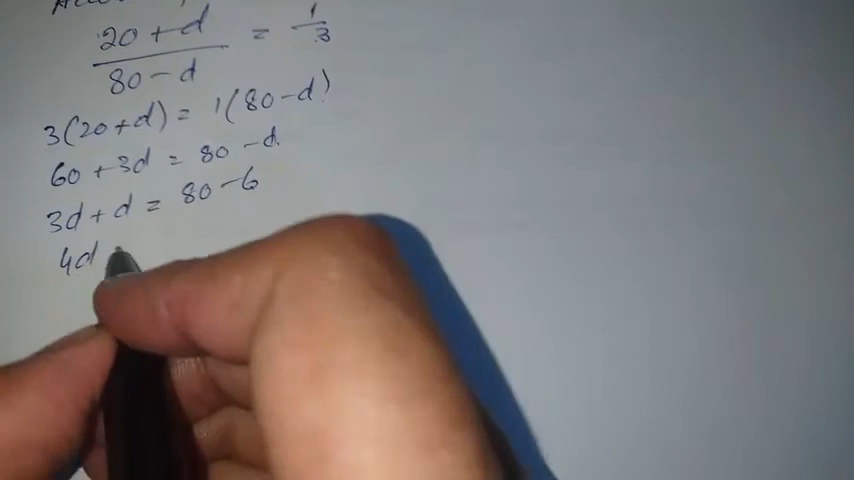 20 + d / 80 - d = 1/3
3(20 + d) = 1(80 - d)
60 + 3d = 80 - d
3d + d = 80 - 6
4d